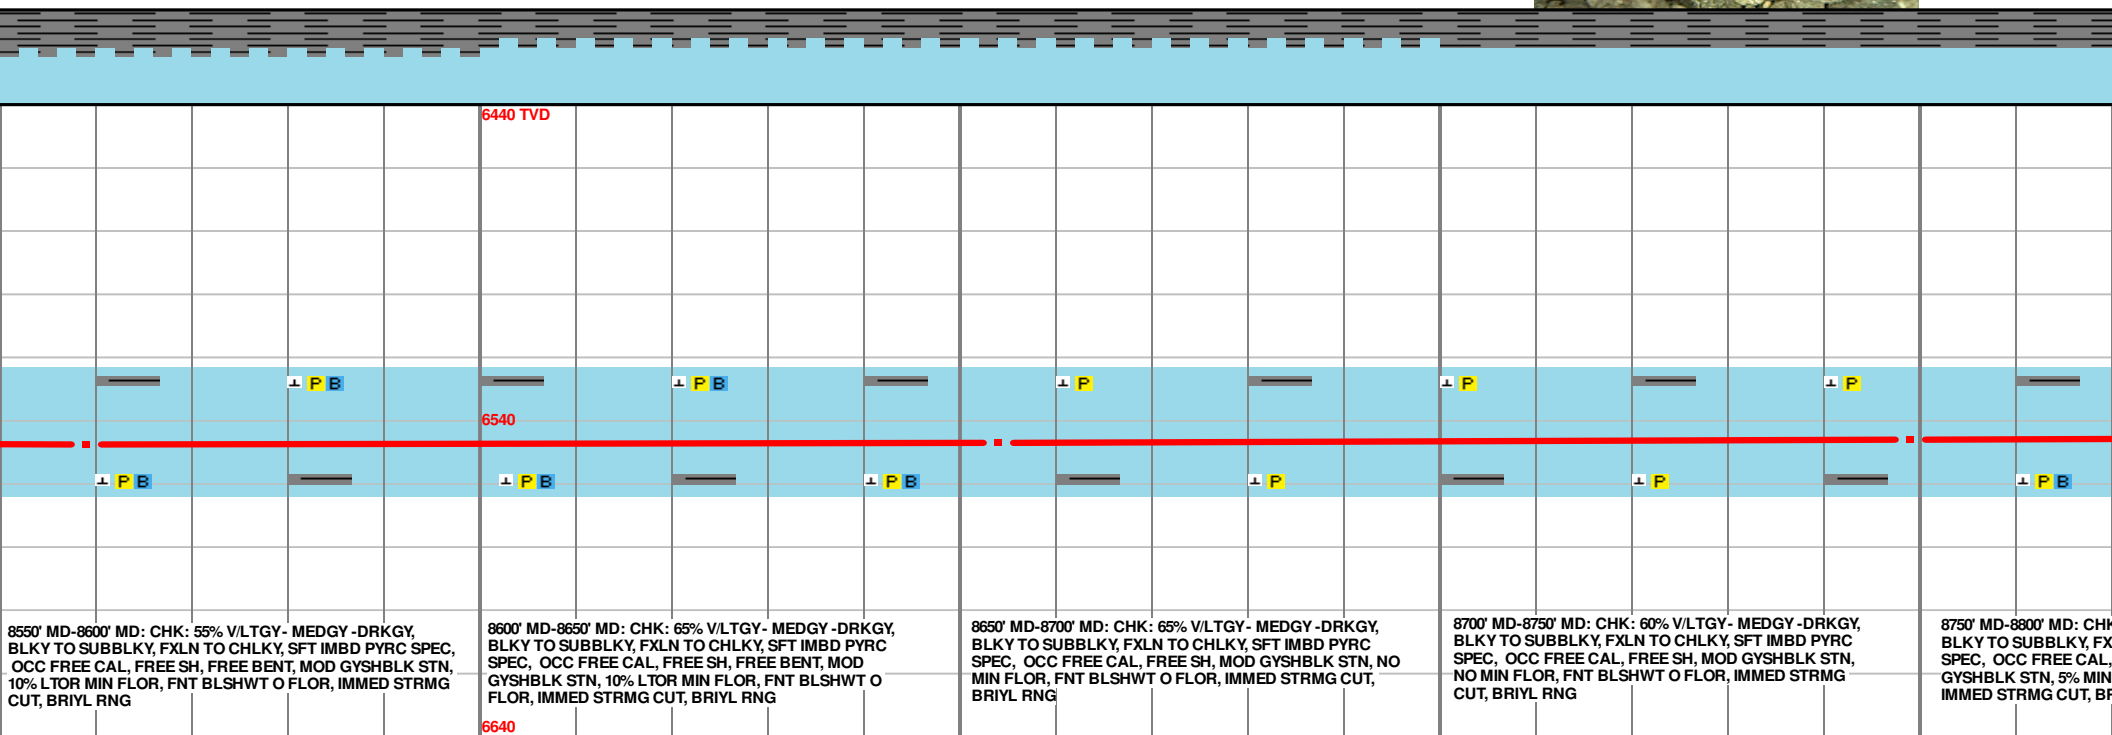 6440 TVD
⊥ P B
⊥ P B
⊥ P
⊥ P
⊥ P
6540
⊥ P B
⊥ P B
⊥ P B
⊥ P
⊥ P
⊥ P B
8550' MD-8600' MD: CHK: 55% V/LTGY- MEDGY -DRKGY,
BLKY TO SUBBLKY, FXLN TO CHLKY, SFT IMBD PYRC SPEC,
OCC FREE CAL, FREE SH, FREE BENT, MOD GYSHBLK STN,
10% LTOR MIN FLOR, FNT BLSHWT O FLOR, IMMED STRMG
CUT, BRIYL RNG
8600' MD-8650' MD: CHK: 65% V/LTGY- MEDGY -DRKGY,
BLKY TO SUBBLKY, FXLN TO CHLKY, SFT IMBD PYRC
SPEC, OCC FREE CAL, FREE SH, FREE BENT, MOD
GYSHBLK STN, 10% LTOR MIN FLOR, FNT BLSHWT O
FLOR, IMMED STRMG CUT, BRIYL RNG
8650' MD-8700' MD: CHK: 65% V/LTGY- MEDGY -DRKGY,
BLKY TO SUBBLKY, FXLN TO CHLKY, SFT IMBD PYRC
SPEC, OCC FREE CAL, FREE SH, MOD GYSHBLK STN, NO
MIN FLOR, FNT BLSHWT O FLOR, IMMED STRMG CUT,
BRIYL RNG
8700' MD-8750' MD: CHK: 60% V/LTGY- MEDGY -DRKGY,
BLKY TO SUBBLKY, FXLN TO CHLKY, SFT IMBD PYRC
SPEC, OCC FREE CAL, FREE SH, MOD GYSHBLK STN,
NO MIN FLOR, FNT BLSHWT O FLOR, IMMED STRMG
CUT, BRIYL RNG
8750' MD-8800' MD: CHK
BLKY TO SUBBLKY, FX
SPEC, OCC FREE CAL,
GYSHBLK STN, 5% MIN
IMMED STRMG CUT, BR
6640